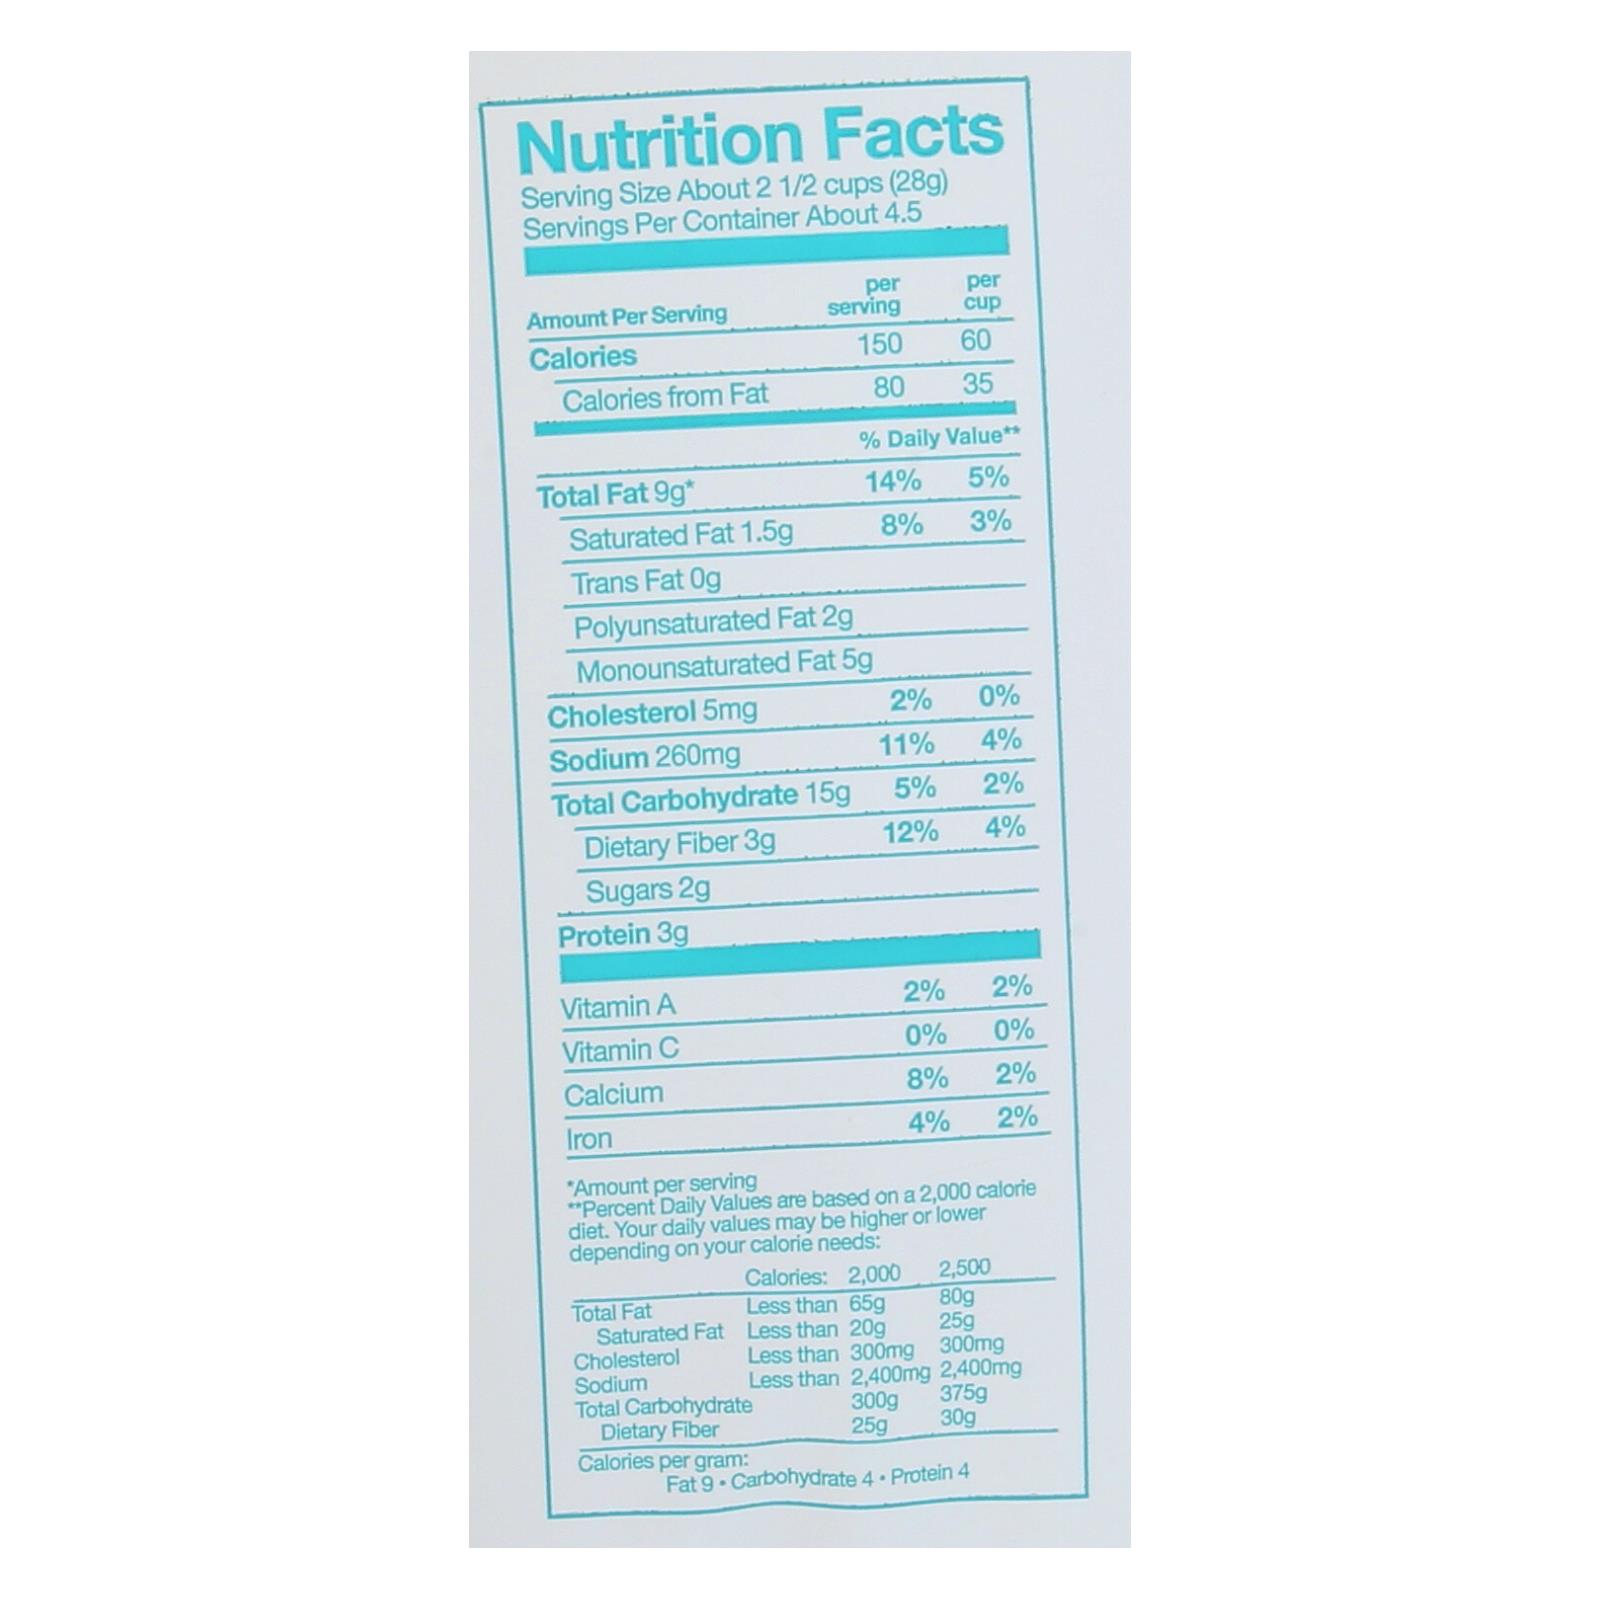 Nutrition Facts
Serving Size About 2 1/2 cups (28g)
Servings Per Container About 4.5
Amount Per Serving per serving per cup
Calories 150 60
Calories from Fat 80 35
% Daily Value**
Total Fat 9g* 14% 5%
Saturated Fat 1.5g 8% 3%
Trans Fat 0g
Polyunsaturated Fat 2g
Monounsaturated Fat 5g
Cholesterol 5mg 2% 0%
Sodium 260mg 11% 4%
Total Carbohydrate 15g 5% 2%
Dietary Fiber 3g 12% 4%
Sugars 2g
Protein 3g
Vitamin A 2% 2%
Vitamin C 0% 0%
Calcium 8% 2%
Iron 4% 2%
*Amount per serving
**Percent Daily Values are based on a 2,000 calorie
diet. Your daily values may be higher or lower
depending on your calorie needs:
Calories: 2,000 2,500
Total Fat Less than 65g 80g
Saturated Fat Less than 20g 25g
Cholesterol Less than 300mg 300mg
Sodium Less than 2,400mg 2,400mg
Total Carbohydrate 300g 375g
Dietary Fiber 25g 30g
Calories per gram:
Fat 9 • Carbohydrate 4 • Protein 4